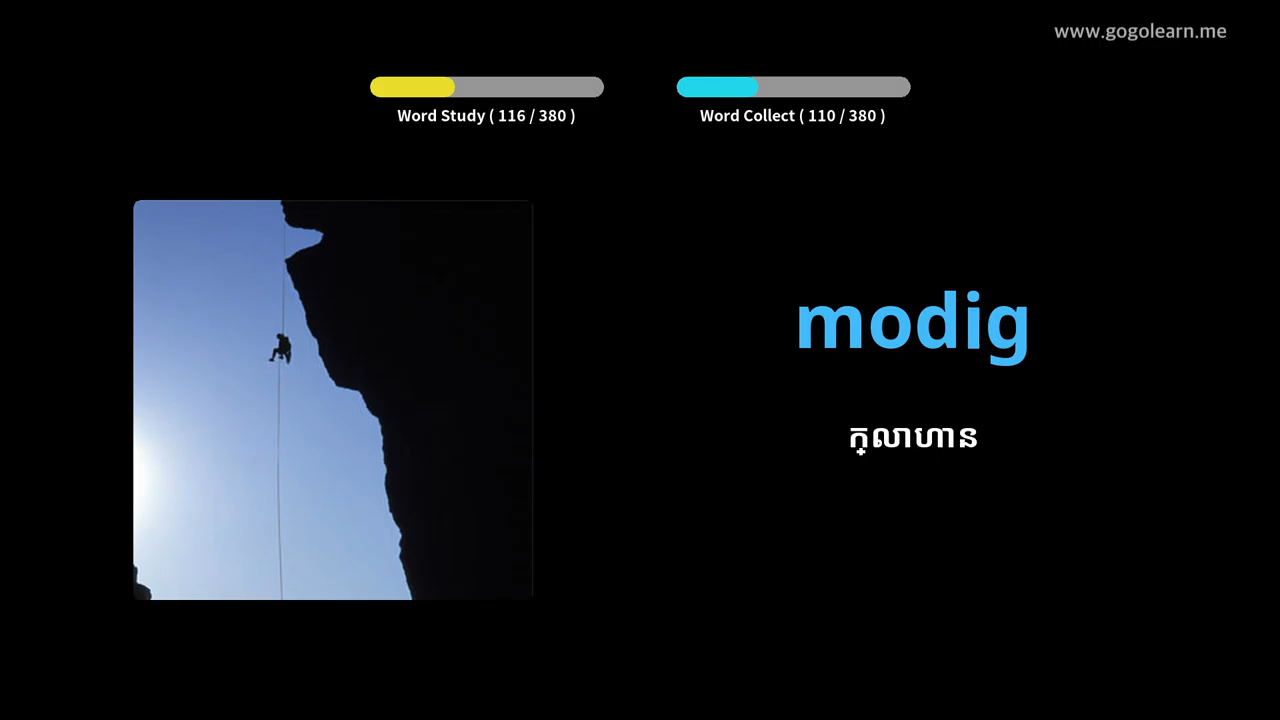 www.gogolearn.me
Word Study ( 116 / 380 )
Word Collect ( 110 / 380 )
modig
ក្លាហាន